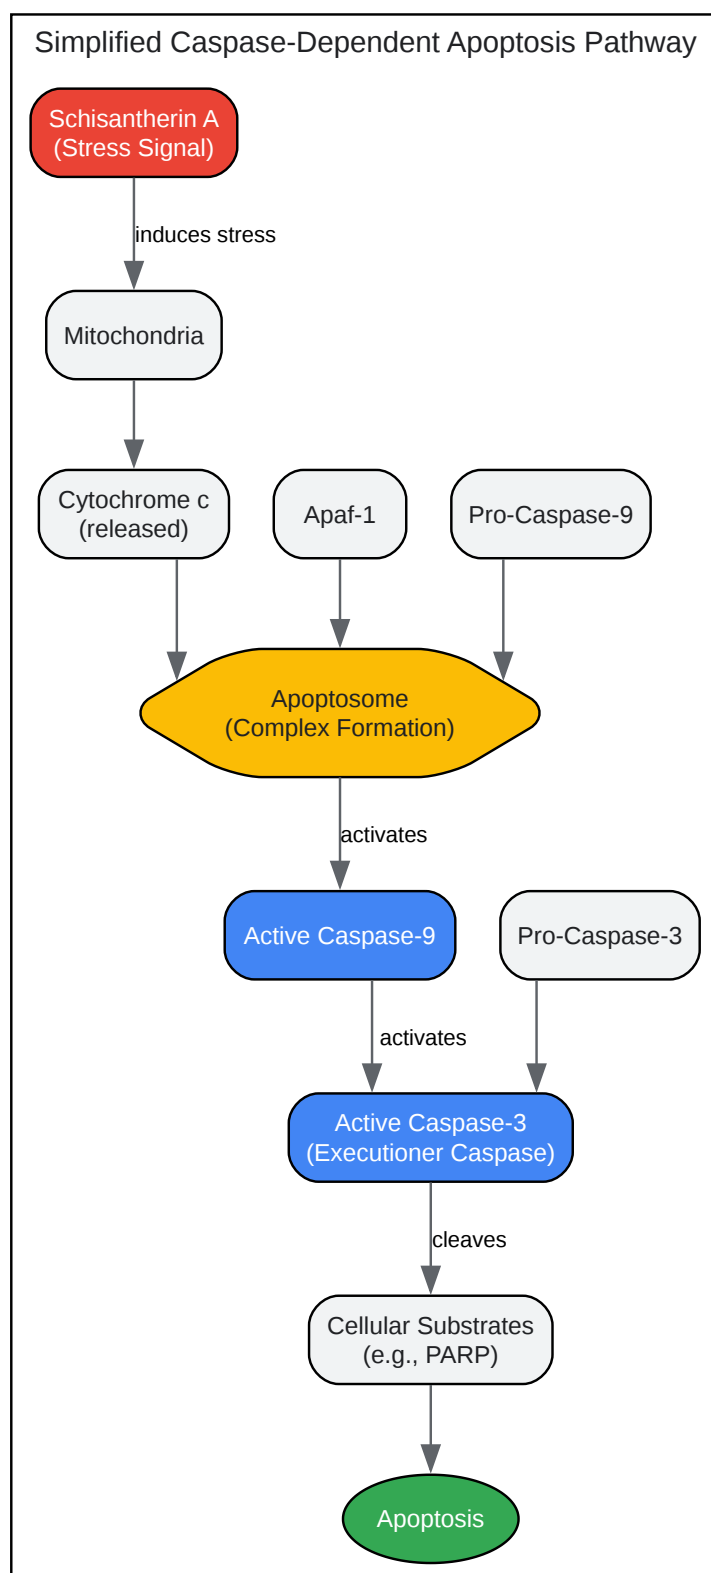 Simplified Caspase-Dependent Apoptosis Pathway
Schisantherin A
(Stress Signal)
induces stress
Mitochondria
Cytochrome c
(released)
Apaf-1
Pro-Caspase-9
Apoptosome
(Complex Formation)
activates
Active Caspase-9
Pro-Caspase-3
activates
Active Caspase-3
(Executioner Caspase)
cleaves
Cellular Substrates
(e.g., PARP)
Apoptosis